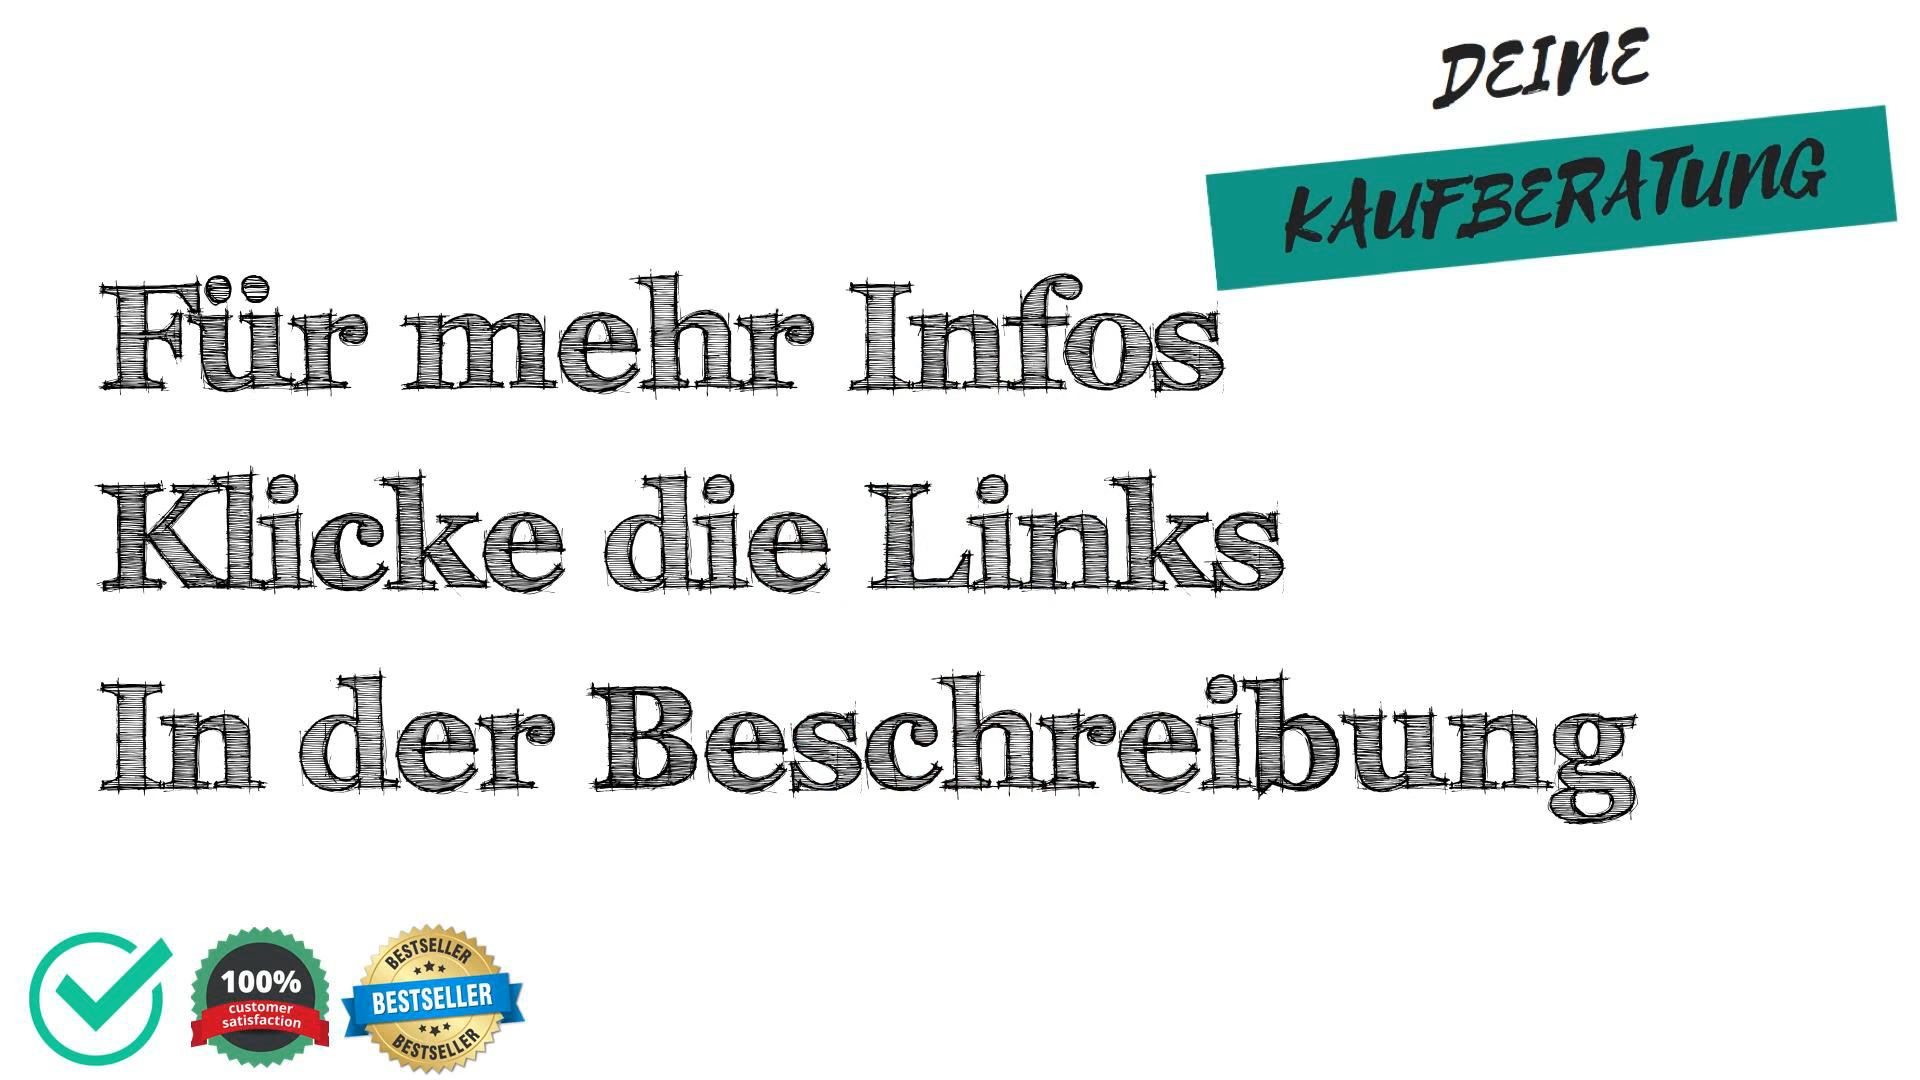 DEINE
KAUFBERATUNG
Für mehr Infos
Klicke die Links
In der Beschreibung
100%
customer
satisfaction
BESTSELLER
BESTSELLER
BESTSELLER